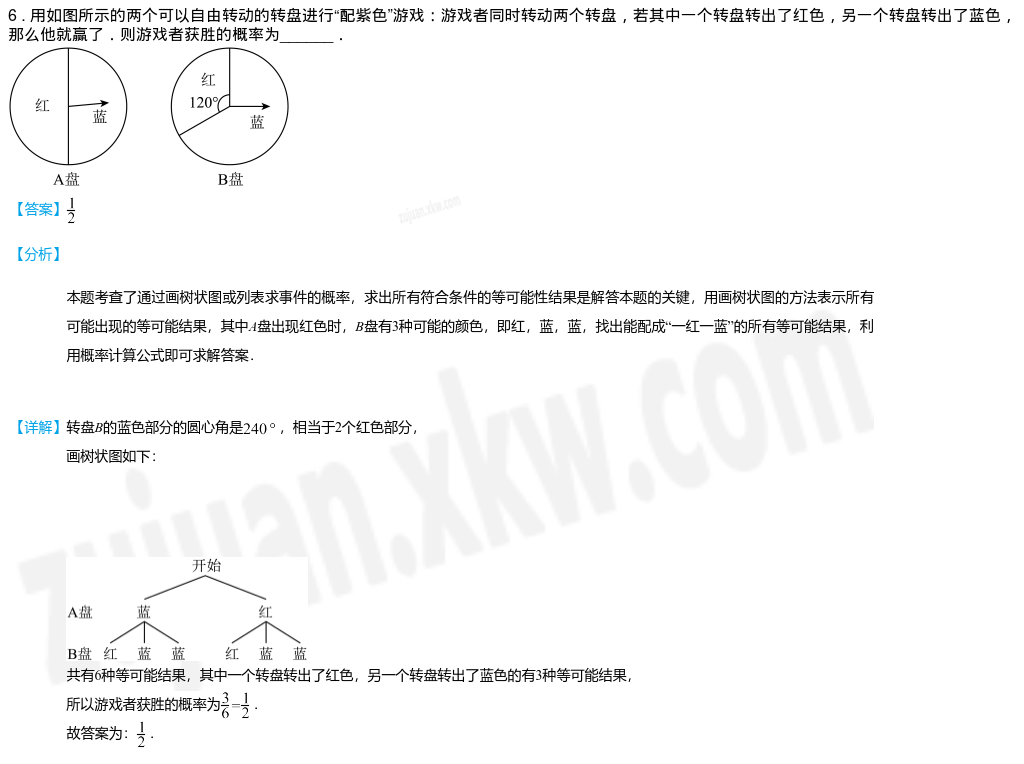 6．用如图所示的两个可以自由转动的转盘进行“配紫色”游戏：游戏者同时转动两个转盘，若其中一个转盘转出了红色，另一个转盘转出了蓝色，
那么他就赢了．则游戏者获胜的概率为_______．
红 蓝 红 120° 蓝
A盘 B盘
【答案】1/2
zujuan.xkw.com
【分析】
本题考查了通过画树状图或列表求事件的概率，求出所有符合条件的等可能性结果是解答本题的关键，用画树状图的方法表示所有
可能出现的等可能结果，其中A盘出现红色时，B盘有3种可能的颜色，即红，蓝，蓝，找出能配成“一红一蓝”的所有等可能结果，利
用概率计算公式即可求解答案．
【详解】转盘B的蓝色部分的圆心角是240°，相当于2个红色部分，
画树状图如下：
zujuan.xkw.com
开始
A盘 蓝 红
B盘 红 蓝 蓝 红 蓝 蓝
共有6种等可能结果，其中一个转盘转出了红色，另一个转盘转出了蓝色的有3种等可能结果，
所以游戏者获胜的概率为3/6=1/2．
故答案为：1/2．